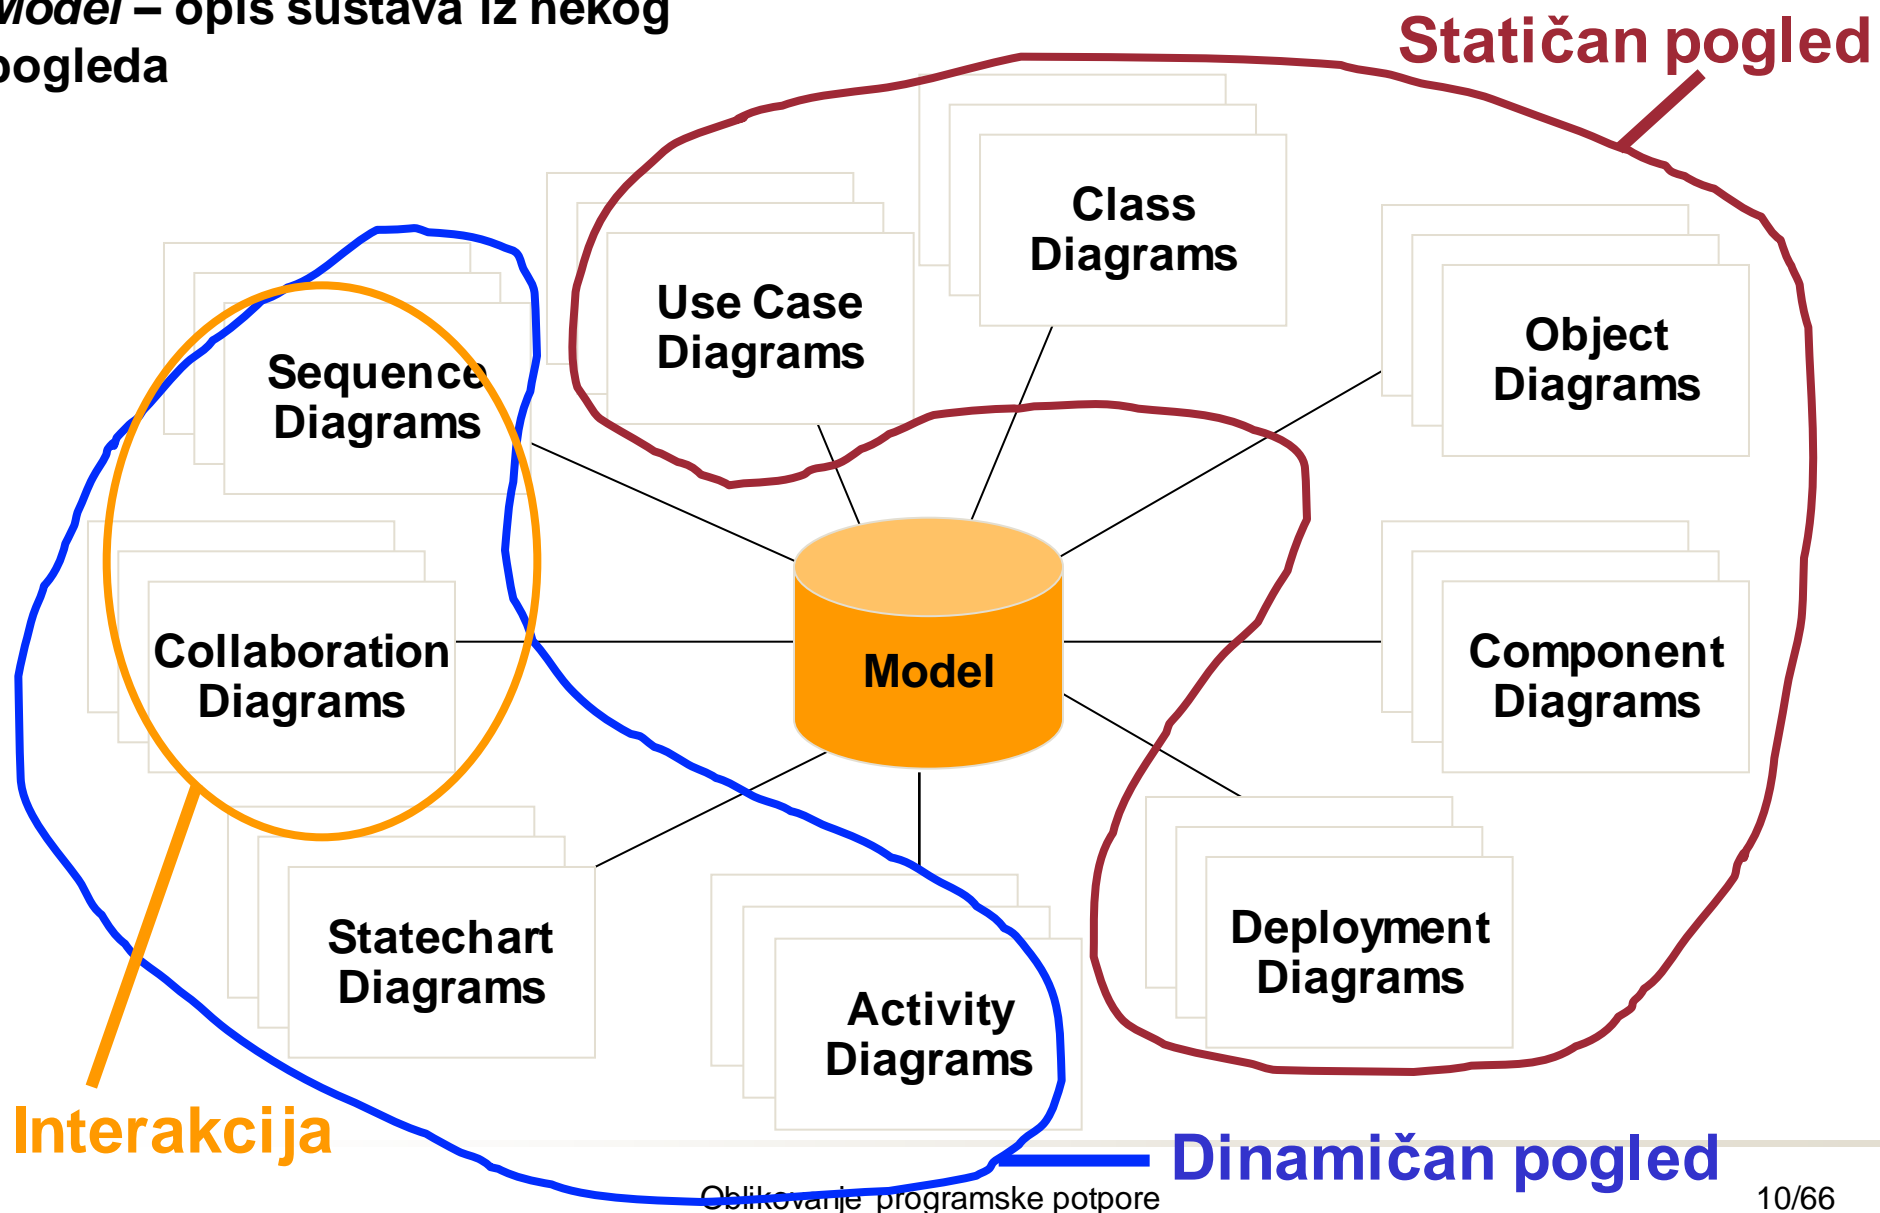 Model – opis sustava iz nekog
pogleda
Statičan pogled
Class
Diagrams
Use Case
Diagrams
Object
Diagrams
Sequence
Diagrams
Collaboration
Diagrams
Model
Component
Diagrams
Statechart
Diagrams
Activity
Diagrams
Deployment
Diagrams
Interakcija
Dinamičan pogled
Oblikovanje programske potpore
10/66